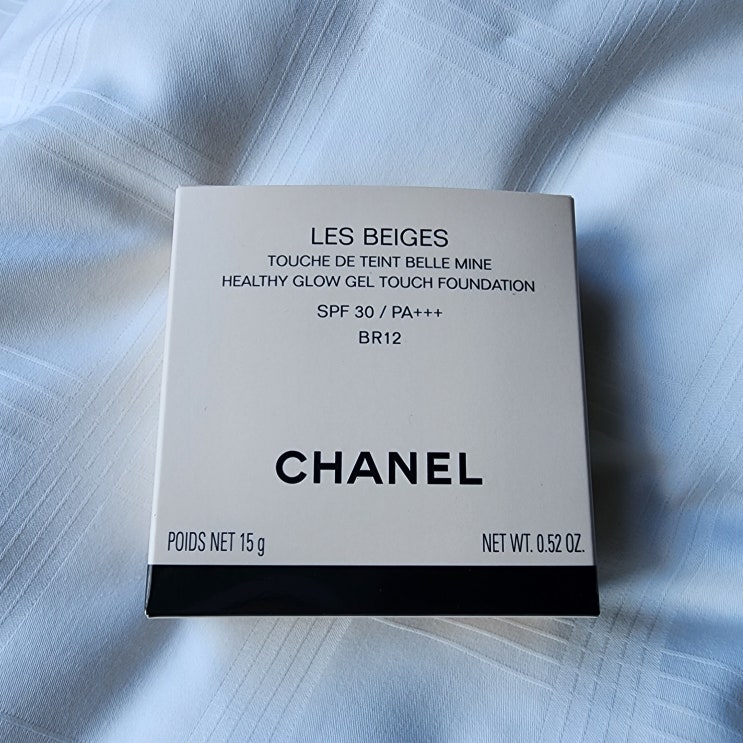 LES BEIGES
TOUCHE DE TEINT BELLE MINE
HEALTHY GLOW GEL TOUCH FOUNDATION
SPF 30 / PA+++
BR12
CHANEL
POIDS NET 15 g NET WT. 0.52 OZ.